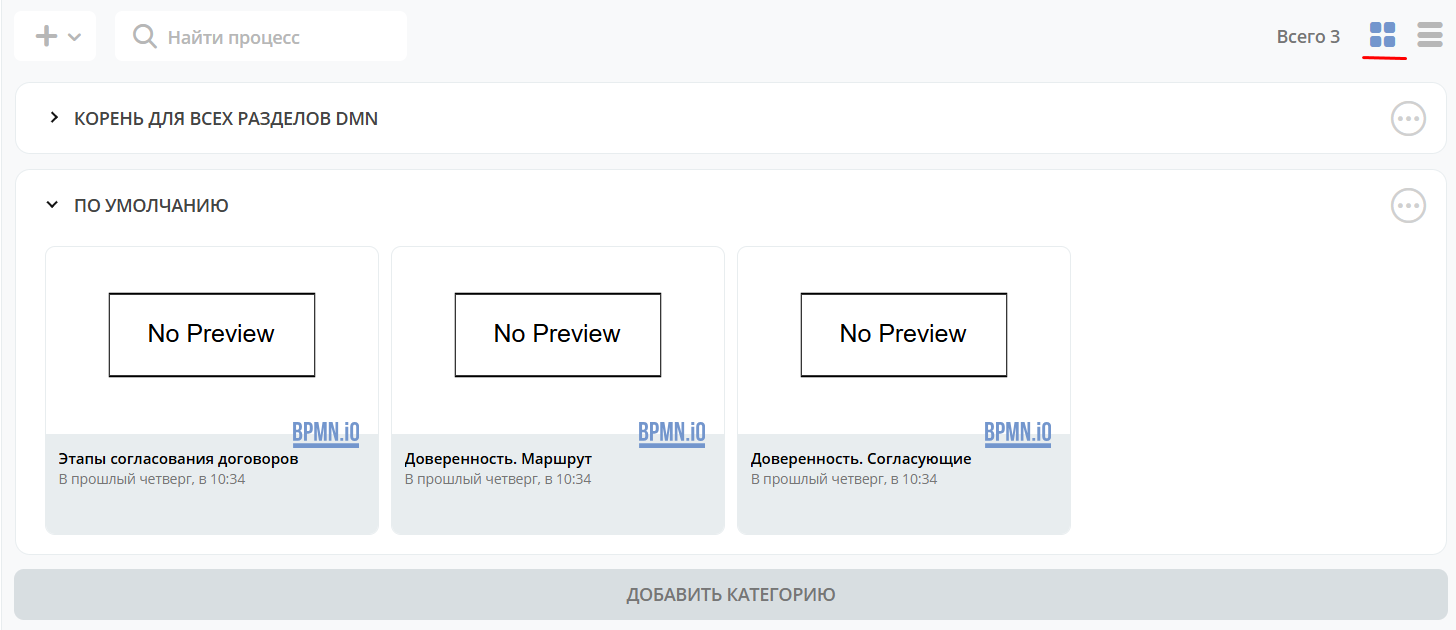 Найти процесс
Всего 3
КОРЕНЬ ДЛЯ ВСЕХ РАЗДЕЛОВ DMN
ПО УМОЛЧАНИЮ
No Preview
No Preview
No Preview
BPMN.iO
BPMN.iO
BPMN.iO
Этапы согласования договоров
В прошлый четверг, в 10:34
Доверенность. Маршрут
В прошлый четверг, в 10:34
Доверенность. Согласующие
В прошлый четверг, в 10:34
ДОБАВИТЬ КАТЕГОРИЮ